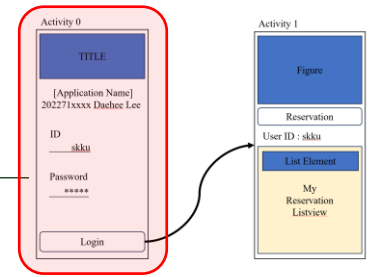 Activity 0
TITLE
[Application Name]
202271xxxx Daehee Lee
ID
skku
Password
*****
Login
Activity 1
Figure
Reservation
User ID : skku
List Element
My
Reservation
Listview